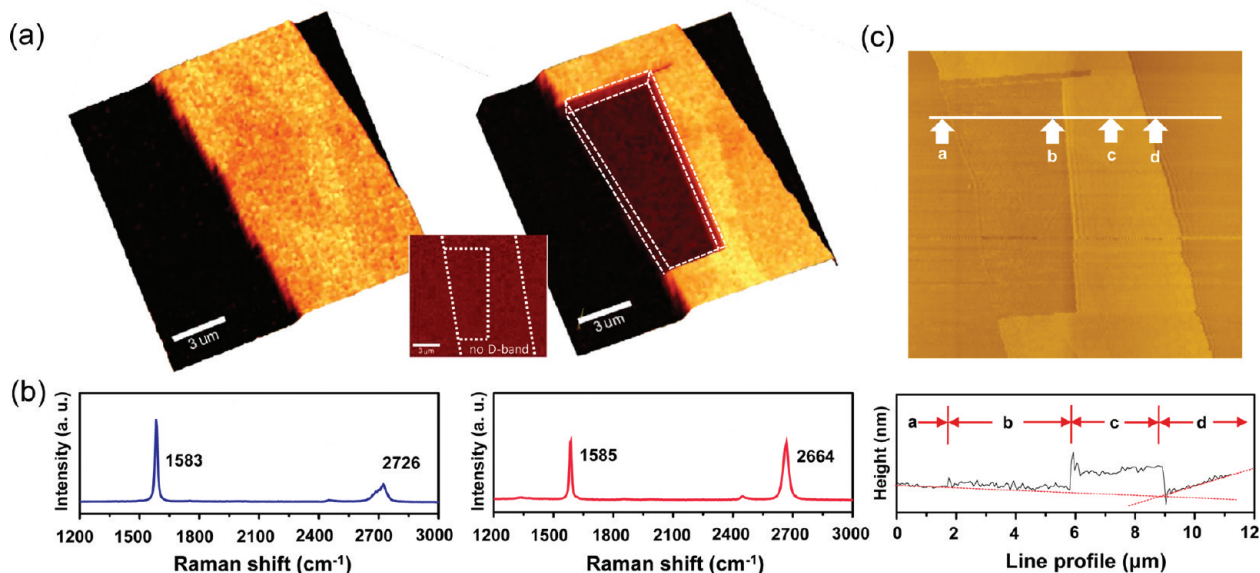 (a)
3 um
3 um
no D-band
3 um
(c)
a
b
c
d
(b)
Intensity (a. u.)
1583
2726
1200 1500 1800 2100 2400 2700 3000
Raman shift (cm⁻¹)
Intensity (a. u.)
1585
2664
1200 1500 1800 2100 2400 2700 3000
Raman shift (cm⁻¹)
Height (nm)
a b c d
0 2 4 6 8 10 12
Line profile (µm)